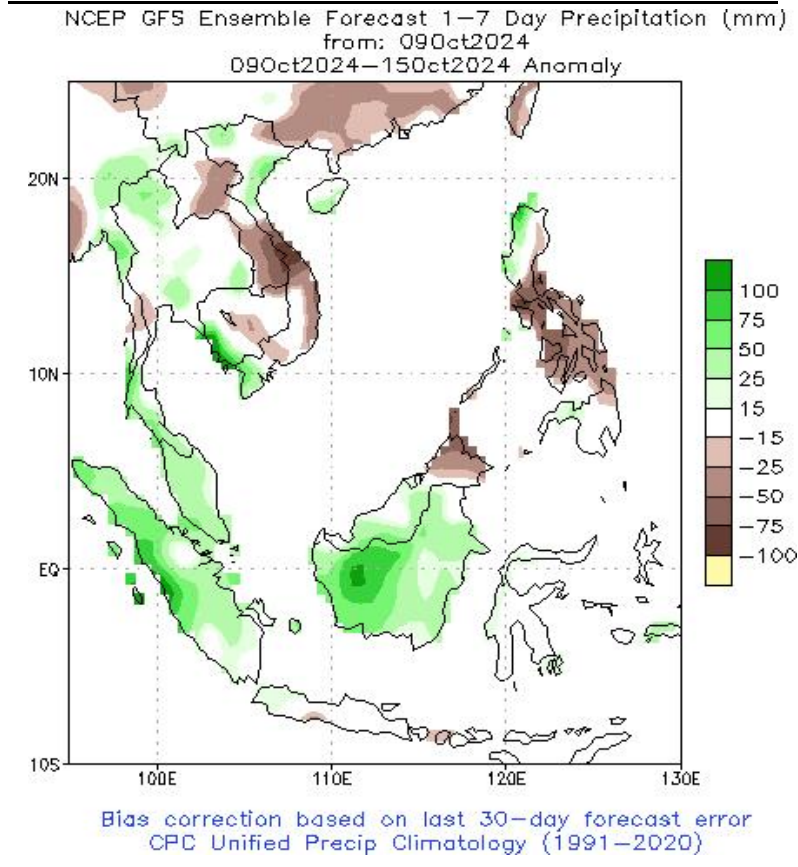 NCEP GFS Ensemble Forecast 1-7 Day Precipitation (mm)
from: 09Oct2024
09Oct2024-15Oct2024 Anomaly
20N
10N
EQ
10S
100E
110E
120E
130E
100
75
50
25
15
-15
-25
-50
-75
-100
Bias correction based on last 30-day forecast error
CPC Unified Precip Climatology (1991-2020)